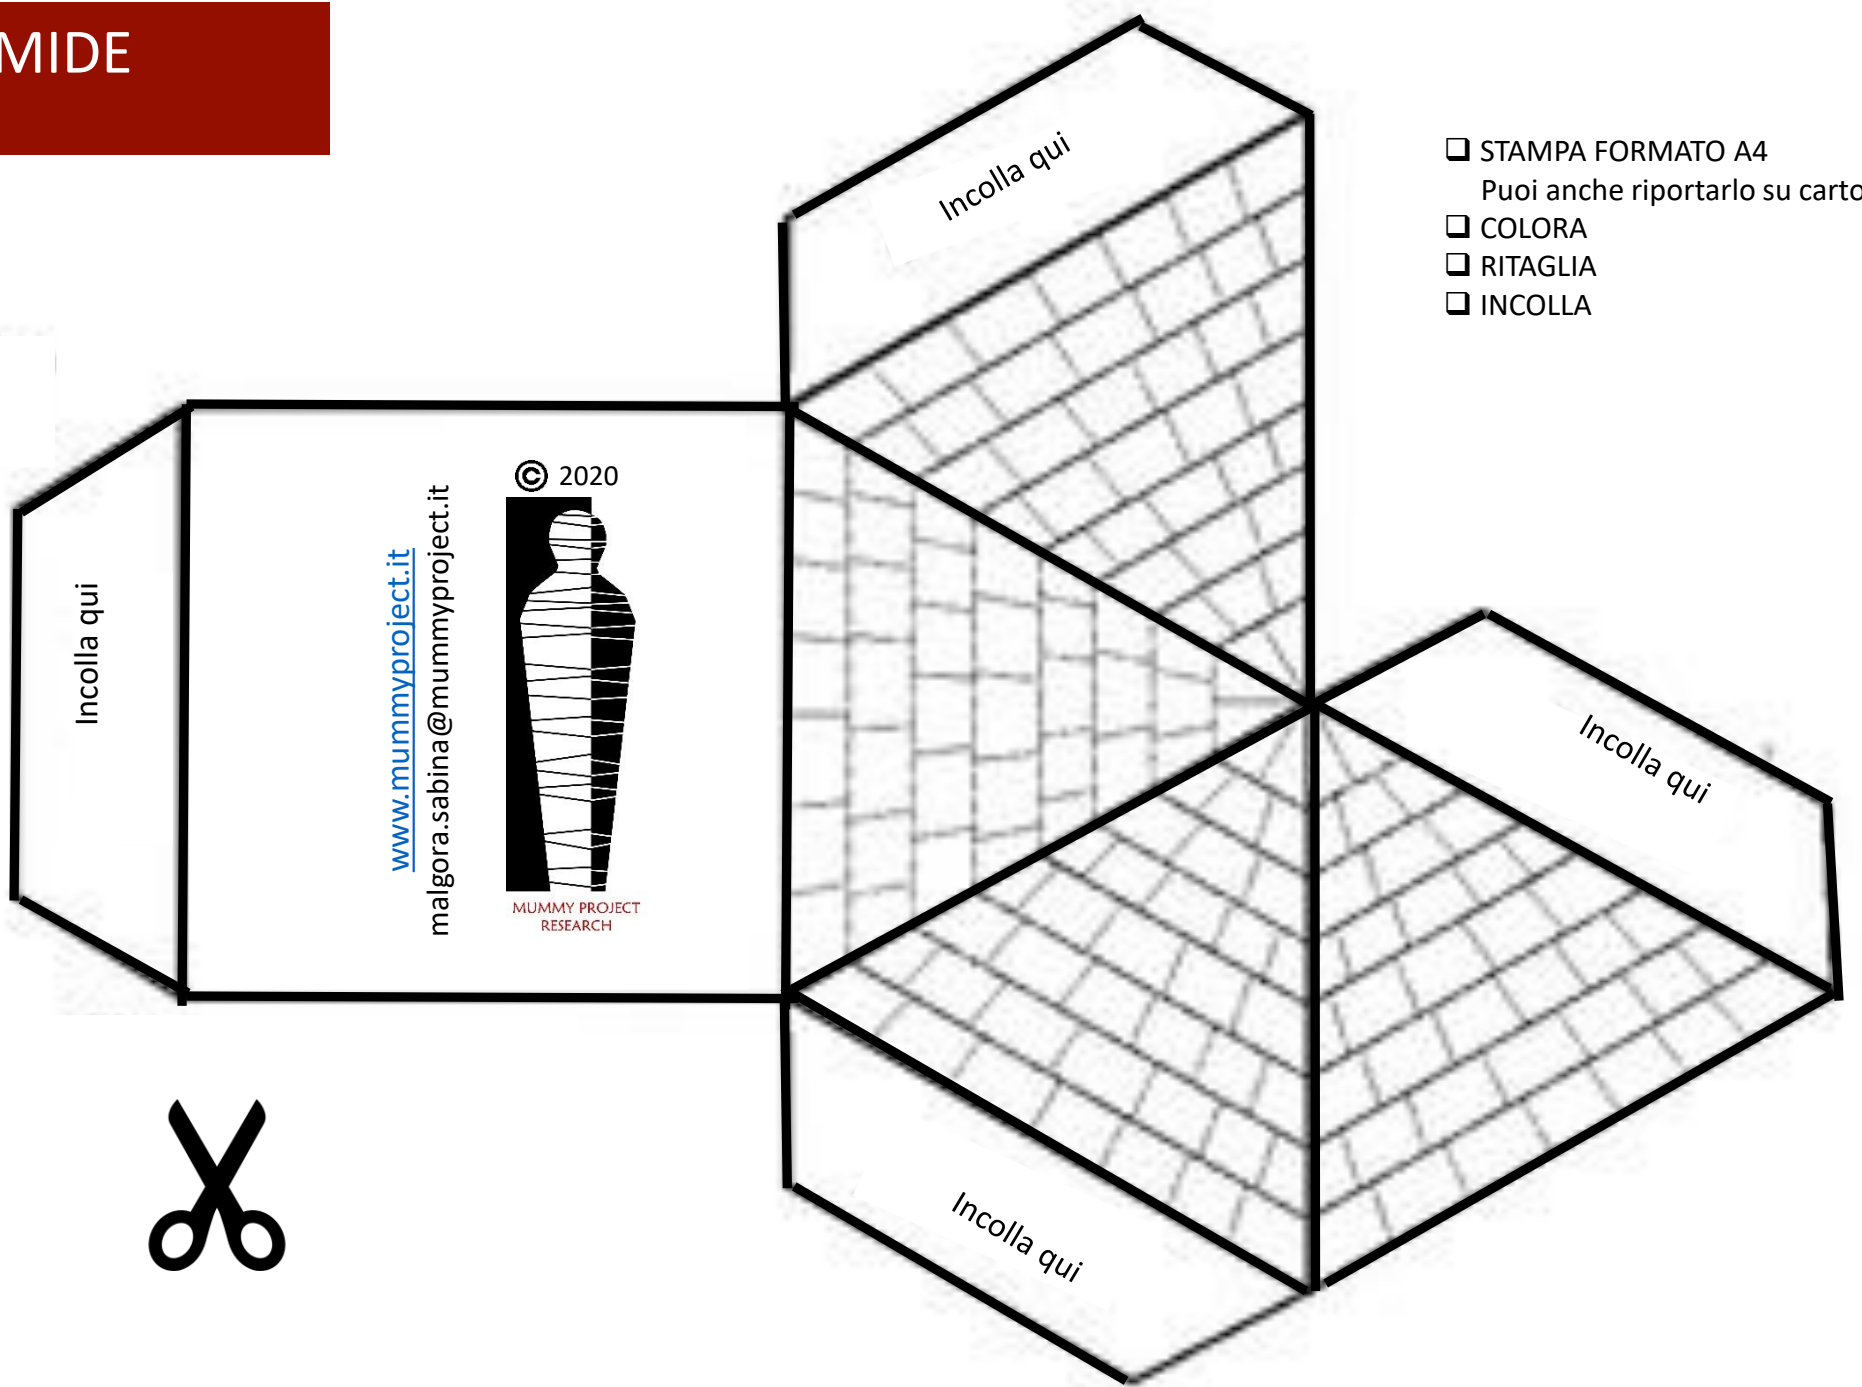 MIDE
STAMPA FORMATO A4
Puoi anche riportarlo su carto
COLORA
RITAGLIA
INCOLLA
Incolla qui
Incolla qui
www.mummyproject.it
malgora.sabina@mummyproject.it
© 2020
MUMMY PROJECT
RESEARCH
Incolla qui
Incolla qui